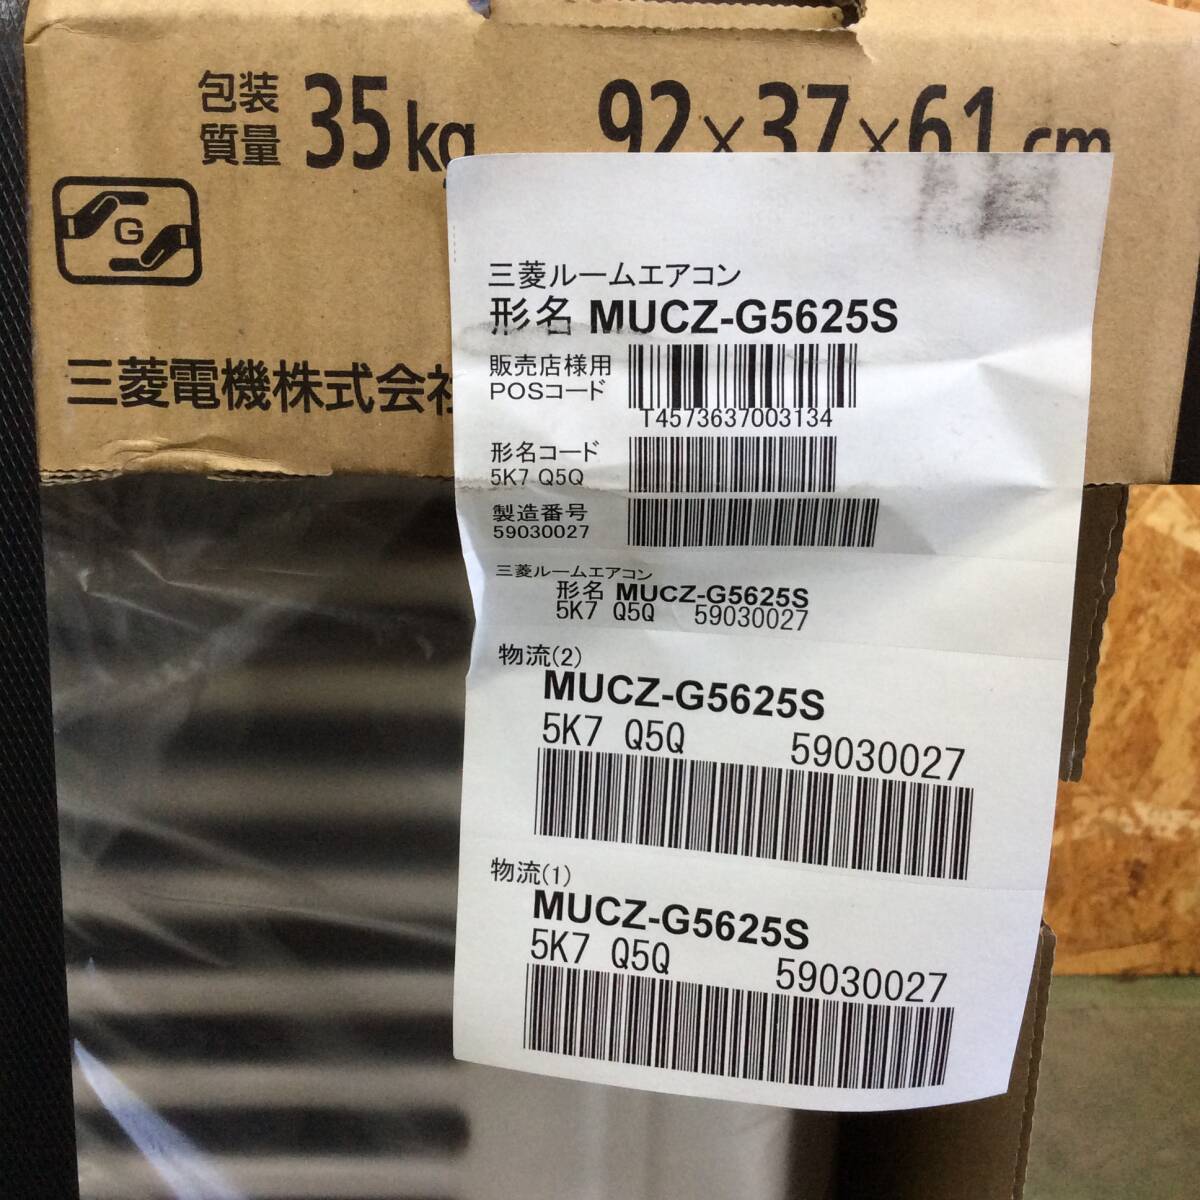 包装
質量 35kg 92×37×61cm
G
三菱電機株式会社
三菱ルームエアコン
形名 MUCZ-G5625S
販売店様用
POSコード
T4573637003134
形名コード
5K7 Q5Q
製造番号
59030027
三菱ルームエアコン
形名 MUCZ-G5625S
5K7 Q5Q 59030027
物流(2)
MUCZ-G5625S
5K7 Q5Q 59030027
物流(1)
MUCZ-G5625S
5K7 Q5Q 59030027